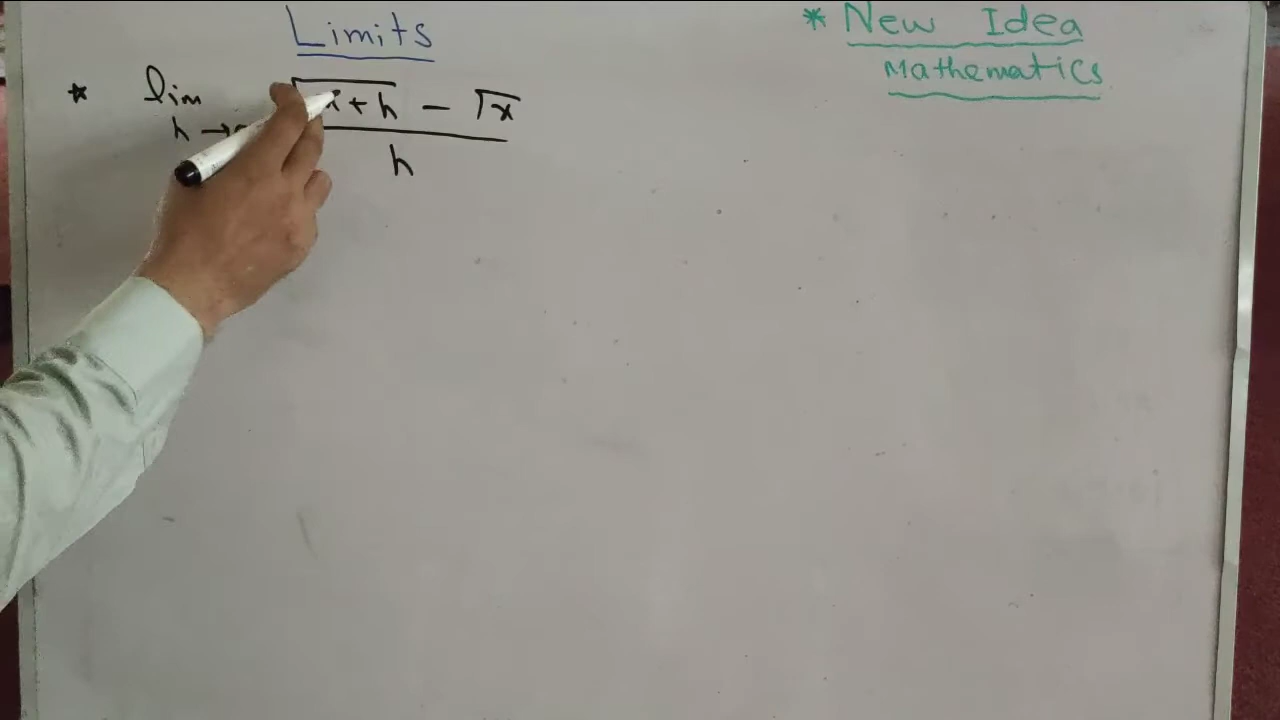 Limits
* New Idea
Mathematics
* lim √x+h - √x
h →
h